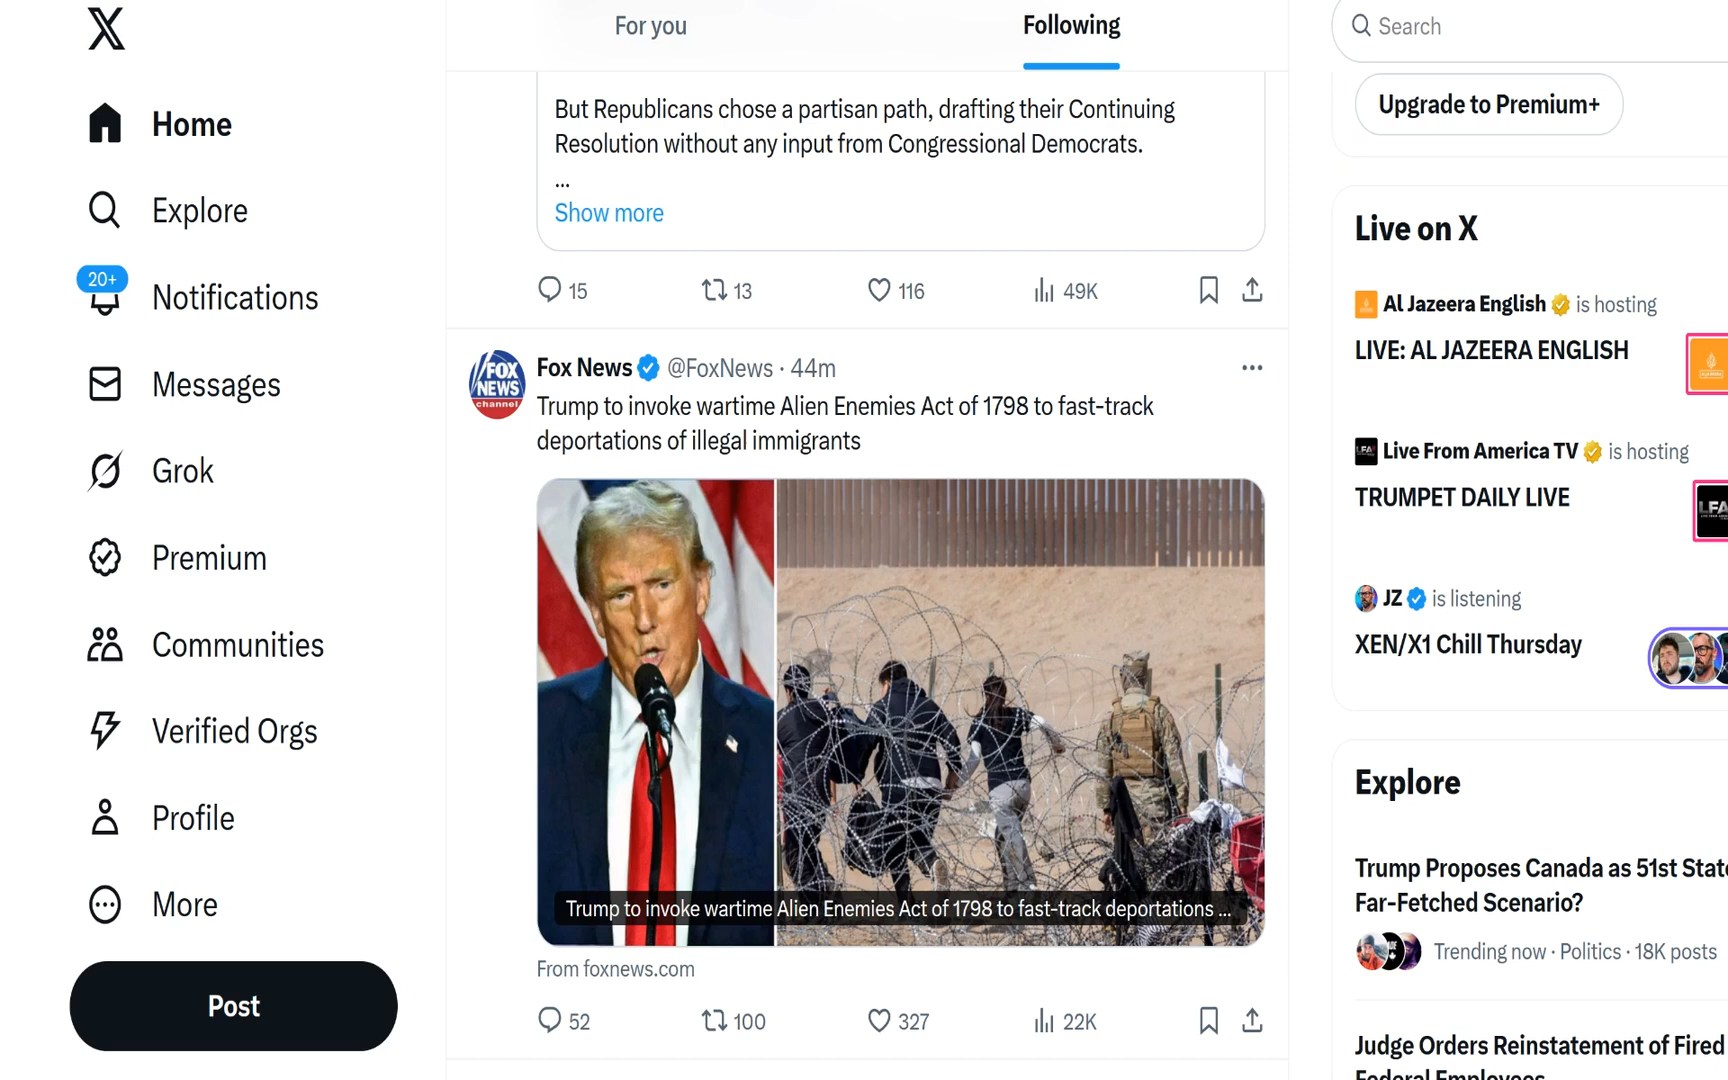 For you
Following
Search
Home
Explore
20+
Notifications
Messages
Grok
Premium
Communities
Verified Orgs
Profile
More
Post
But Republicans chose a partisan path, drafting their Continuing
Resolution without any input from Congressional Democrats.
...
Show more
15
13
116
49K
FOX
NEWS
channel
Fox News @FoxNews · 44m
Trump to invoke wartime Alien Enemies Act of 1798 to fast-track
deportations of illegal immigrants
Trump to invoke wartime Alien Enemies Act of 1798 to fast-track deportations ...
From foxnews.com
52
100
327
22K
Upgrade to Premium+
Live on X
Al Jazeera English is hosting
LIVE: AL JAZEERA ENGLISH
Live From America TV is hosting
TRUMPET DAILY LIVE
LFA
JZ is listening
XEN/X1 Chill Thursday
Explore
Trump Proposes Canada as 51st State
Far-Fetched Scenario?
Trending now · Politics · 18K posts
Judge Orders Reinstatement of Fired
Federal Employees